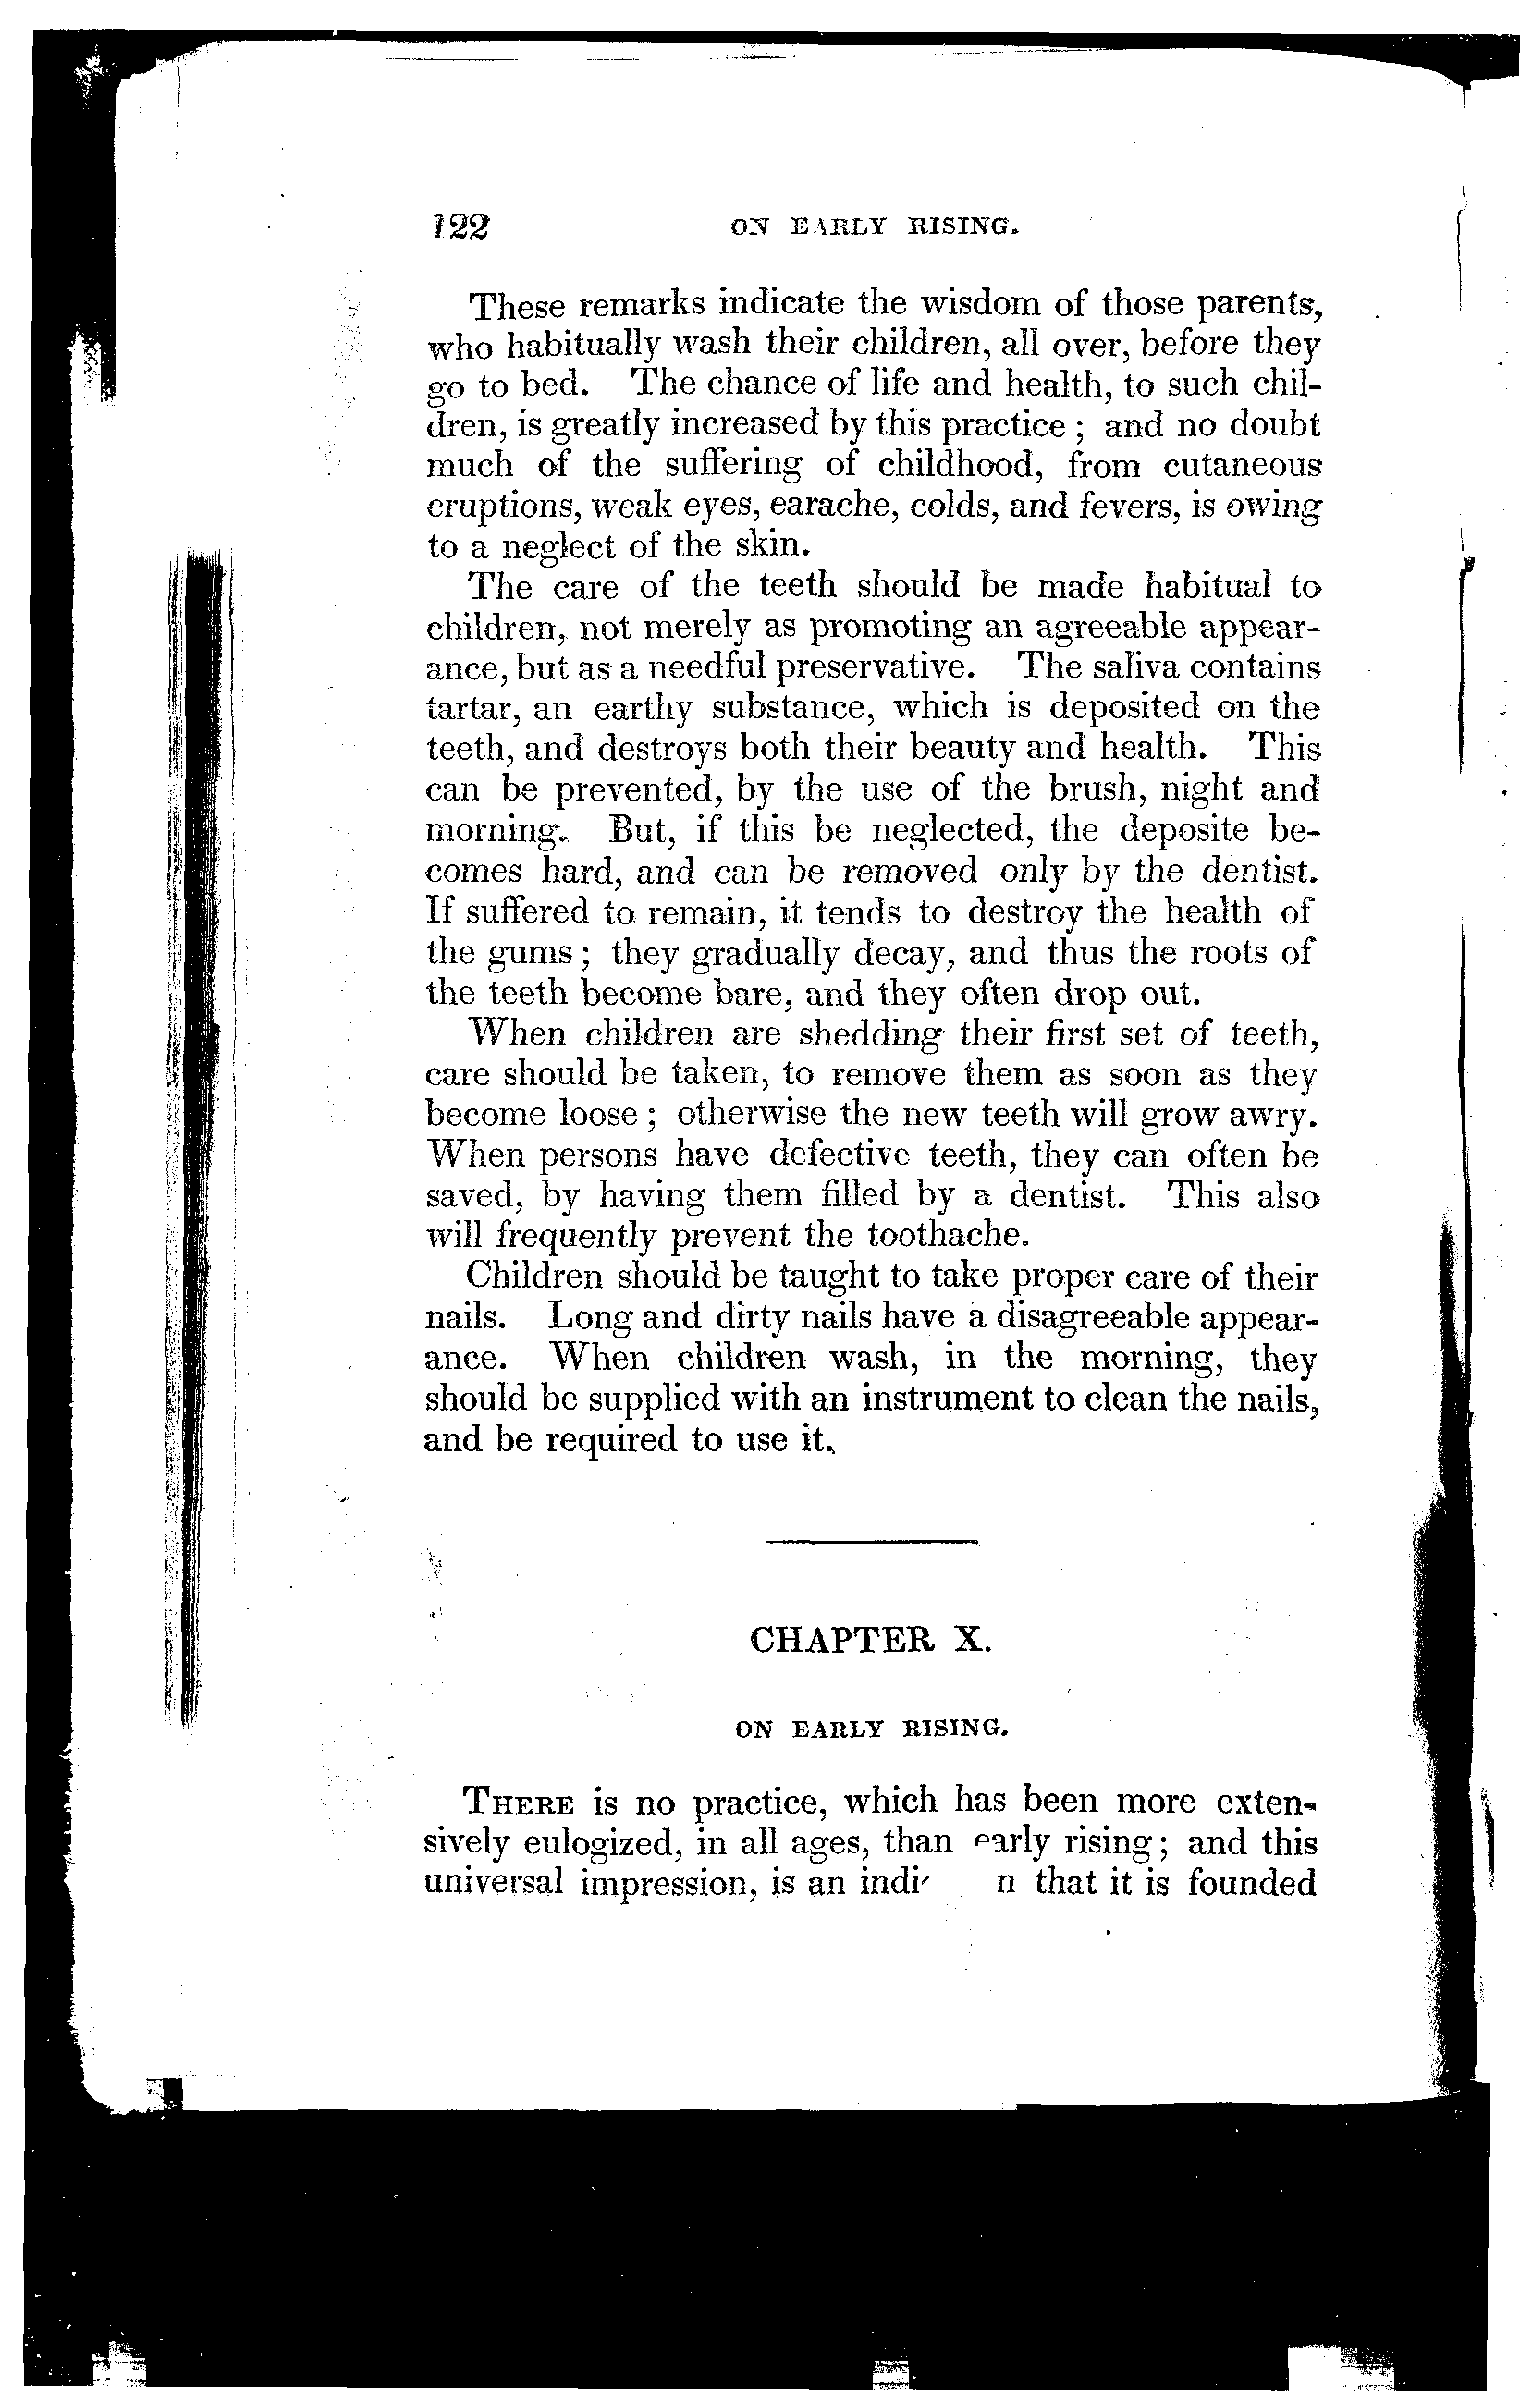 122 ON EARLY RISING.
These remarks indicate the wisdom of those parents,
who habitually wash their children, all over, before they
go to bed. The chance of life and health, to such chil-
dren, is greatly increased by this practice ; and no doubt
much of the suffering of childhood, from cutaneous
eruptions, weak eyes, earache, colds, and fevers, is owing
to a neglect of the skin.
The care of the teeth should be made habitual to
children, not merely as promoting an agreeable appear-
ance, but as a needful preservative. The saliva contains
tartar, an earthy substance, which is deposited on the
teeth, and destroys both their beauty and health. This
can be prevented, by the use of the brush, night and
morning. But, if this be neglected, the deposite be-
comes hard, and can be removed only by the dentist.
If suffered to remain, it tends to destroy the health of
the gums ; they gradually decay, and thus the roots of
the teeth become bare, and they often drop out.
When children are shedding their first set of teeth,
care should be taken, to remove them as soon as they
become loose ; otherwise the new teeth will grow awry.
When persons have defective teeth, they can often be
saved, by having them filled by a dentist. This also
will frequently prevent the toothache.
Children should be taught to take proper care of their
nails. Long and dirty nails have a disagreeable appear-
ance. When children wash, in the morning, they
should be supplied with an instrument to clean the nails,
and be required to use it.
CHAPTER X.
ON EARLY RISING.
THERE is no practice, which has been more exten-
sively eulogized, in all ages, than early rising ; and this
universal impression, is an that it is founded